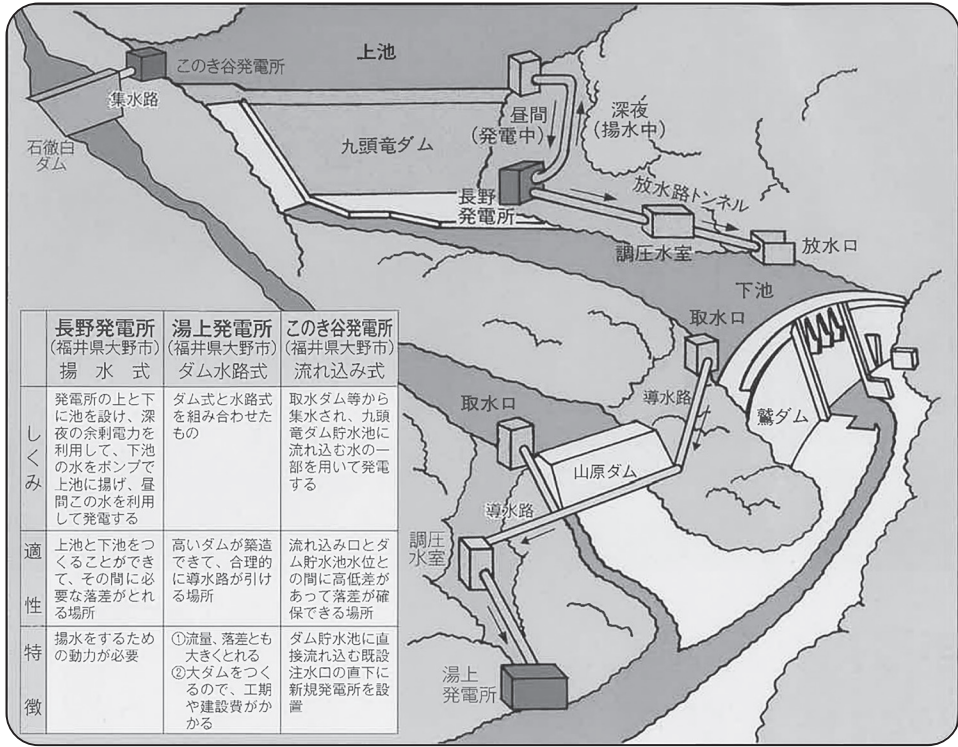 上池
このき谷発電所
集水路
石徹白
ダム
昼間
(発電中)
深夜
(揚水中)
九頭竜ダム
長野
発電所
放水路トンネル
調圧水室
放水口
下池
取水口
導水路
鷲ダム
取水口
山原ダム
導水路
調圧
水室
湯上
発電所
長野発電所
(福井県大野市)
揚水式
湯上発電所
(福井県大野市)
ダム水路式
このき谷発電所
(福井県大野市)
流れ込み式
しくみ
発電所の上と下
に池を設け、深
夜の余剰電力を
利用して、下池
の水をポンプで
上池に揚げ、昼
間この水を利用
して発電する
ダム式と水路式
を組み合わせた
もの
取水ダム等から
集水され、九頭
竜ダム貯水池に
流れ込む水の一
部を用いて発電
する
適性
上池と下池をつ
くることができ
て、その間に必
要な落差がとれ
る場所
高いダムが築造
できて、合理的
に導水路が引け
る場所
流れ込み口とダ
ム貯水池水位と
の間に高低差が
あって落差が確
保できる場所
特徴
揚水をするため
の動力が必要
①流量、落差とも
大きくとれる
②大ダムをつく
るので、工期
や建設費がか
かる
ダム貯水池に直
接流れ込む既設
注水口の直下に
新規発電所を設
置